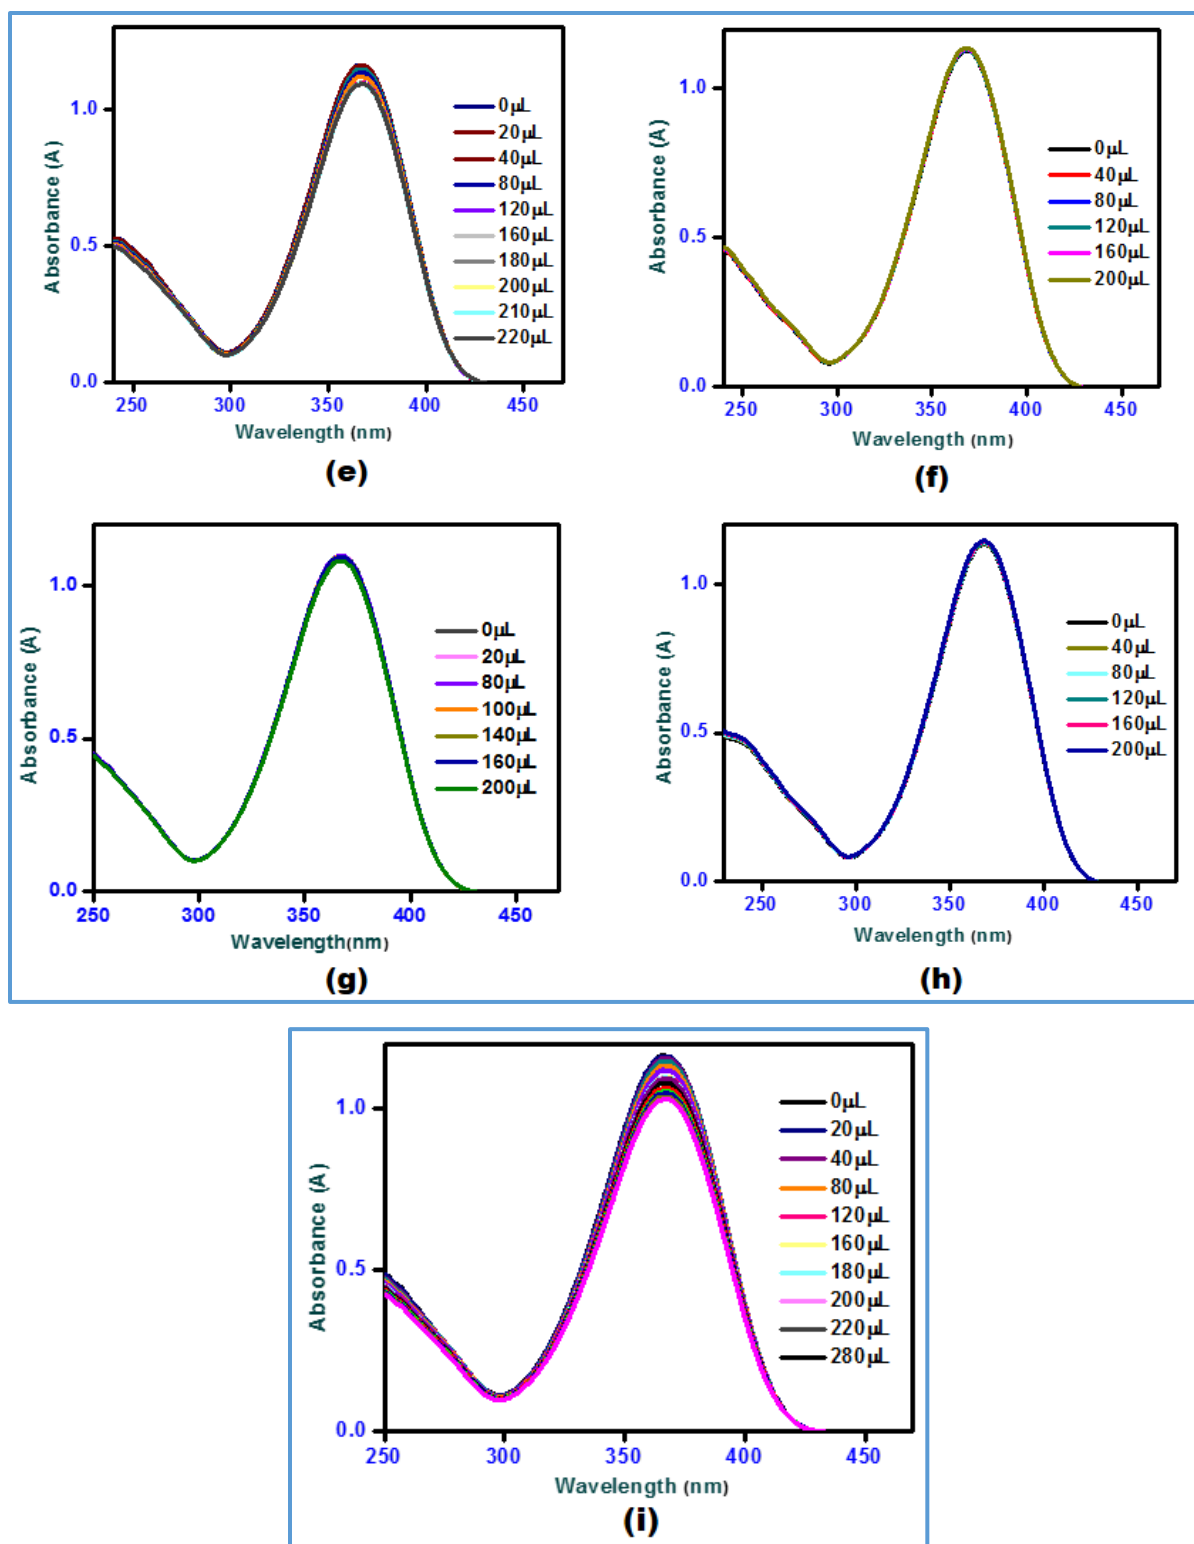 Absorbance (A)
1.0
0.5
0.0
250 300 350 400 450
Wavelength (nm)
0µL
20µL
40µL
80µL
120µL
160µL
180µL
200µL
210µL
220µL
(e)
Absorbance (A)
1.0
0.5
0.0
250 300 350 400 450
Wavelength (nm)
0µL
40µL
80µL
120µL
160µL
200µL
(f)
Absorbance (A)
1.0
0.5
0.0
250 300 350 400 450
Wavelength(nm)
0µL
20µL
80µL
100µL
140µL
160µL
200µL
(g)
Absorbance (A)
1.0
0.5
0.0
250 300 350 400 450
Wavelength (nm)
0µL
40µL
80µL
120µL
160µL
200µL
(h)
Absorbance (A)
1.0
0.5
0.0
250 300 350 400 450
Wavelength (nm)
0µL
20µL
40µL
80µL
120µL
160µL
180µL
200µL
220µL
280µL
(i)